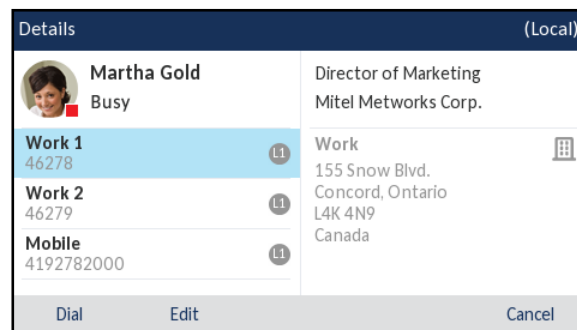 Details (Local)
Martha Gold
Busy
Work 1
46278 L1
Work 2
46279 L1
Mobile
4192782000 L1
Director of Marketing
Mitel Metworks Corp.
Work
155 Snow Blvd.
Concord, Ontario
L4K 4N9
Canada
Dial Edit Cancel